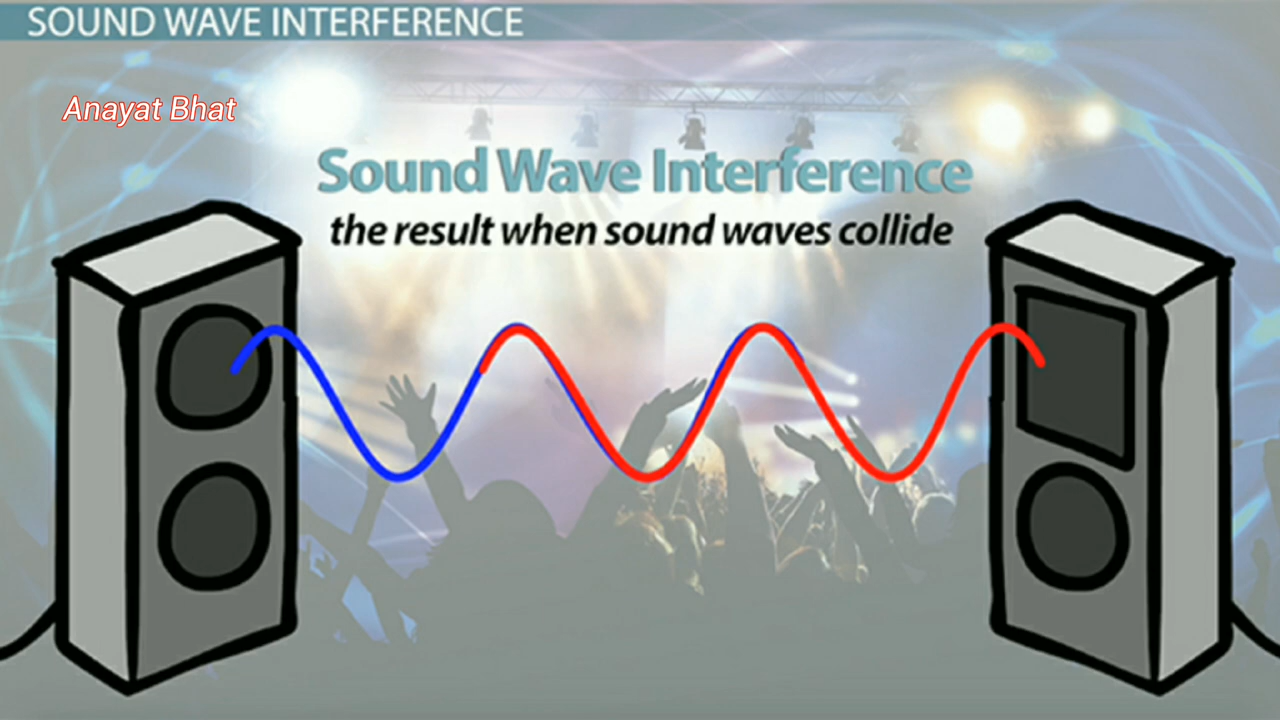 SOUND WAVE INTERFERENCE
Anayat Bhat
Sound Wave Interference
the result when sound waves collide